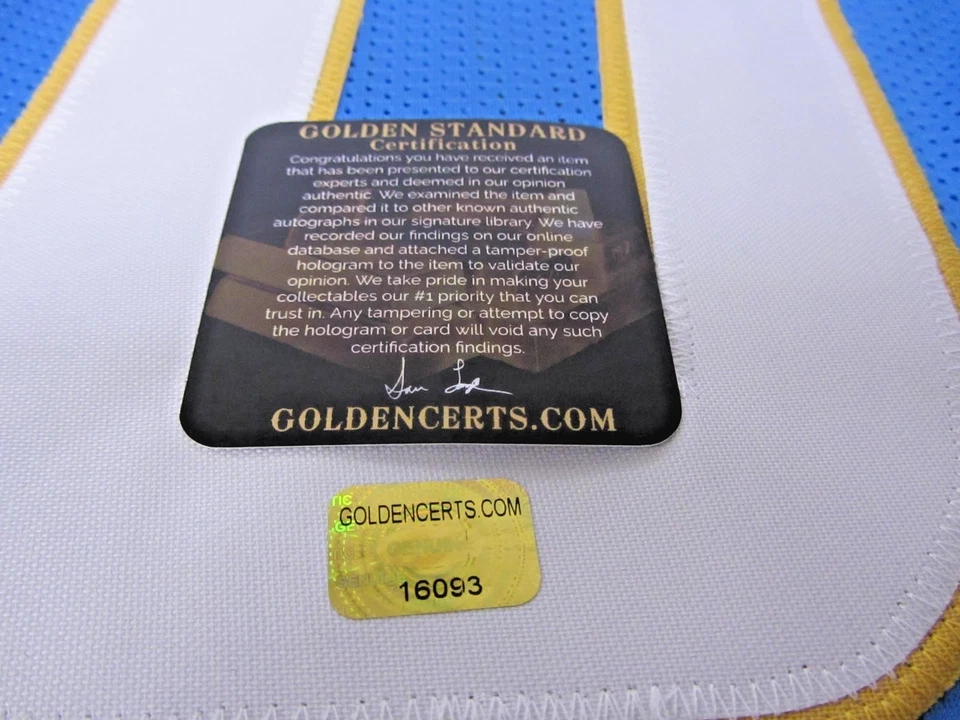 GOLDEN STANDARD
Certification
Congratulations you have received an item
that has been presented to our certification
experts and deemed in our opinion
authentic. We examined the item and
compared it to other known authentic
autographs in our signature library. We have
recorded our findings on our online
database and attached a tamper-proof
hologram to the item to validate our
opinion. We take pride in making your
collectables our #1 priority that you can
trust in. Any tampering or attempt to copy
the hologram or card will void any such
certification findings.
GOLDENCERTS.COM
GOLDENCERTS.COM
16093